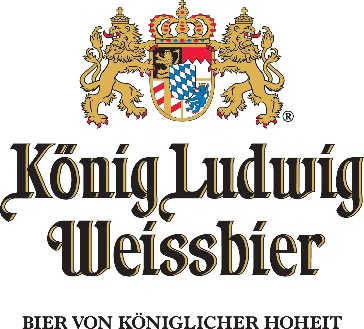 ®
König Ludwig
Weissbier
BIER VON KÖNIGLICHER HOHEIT